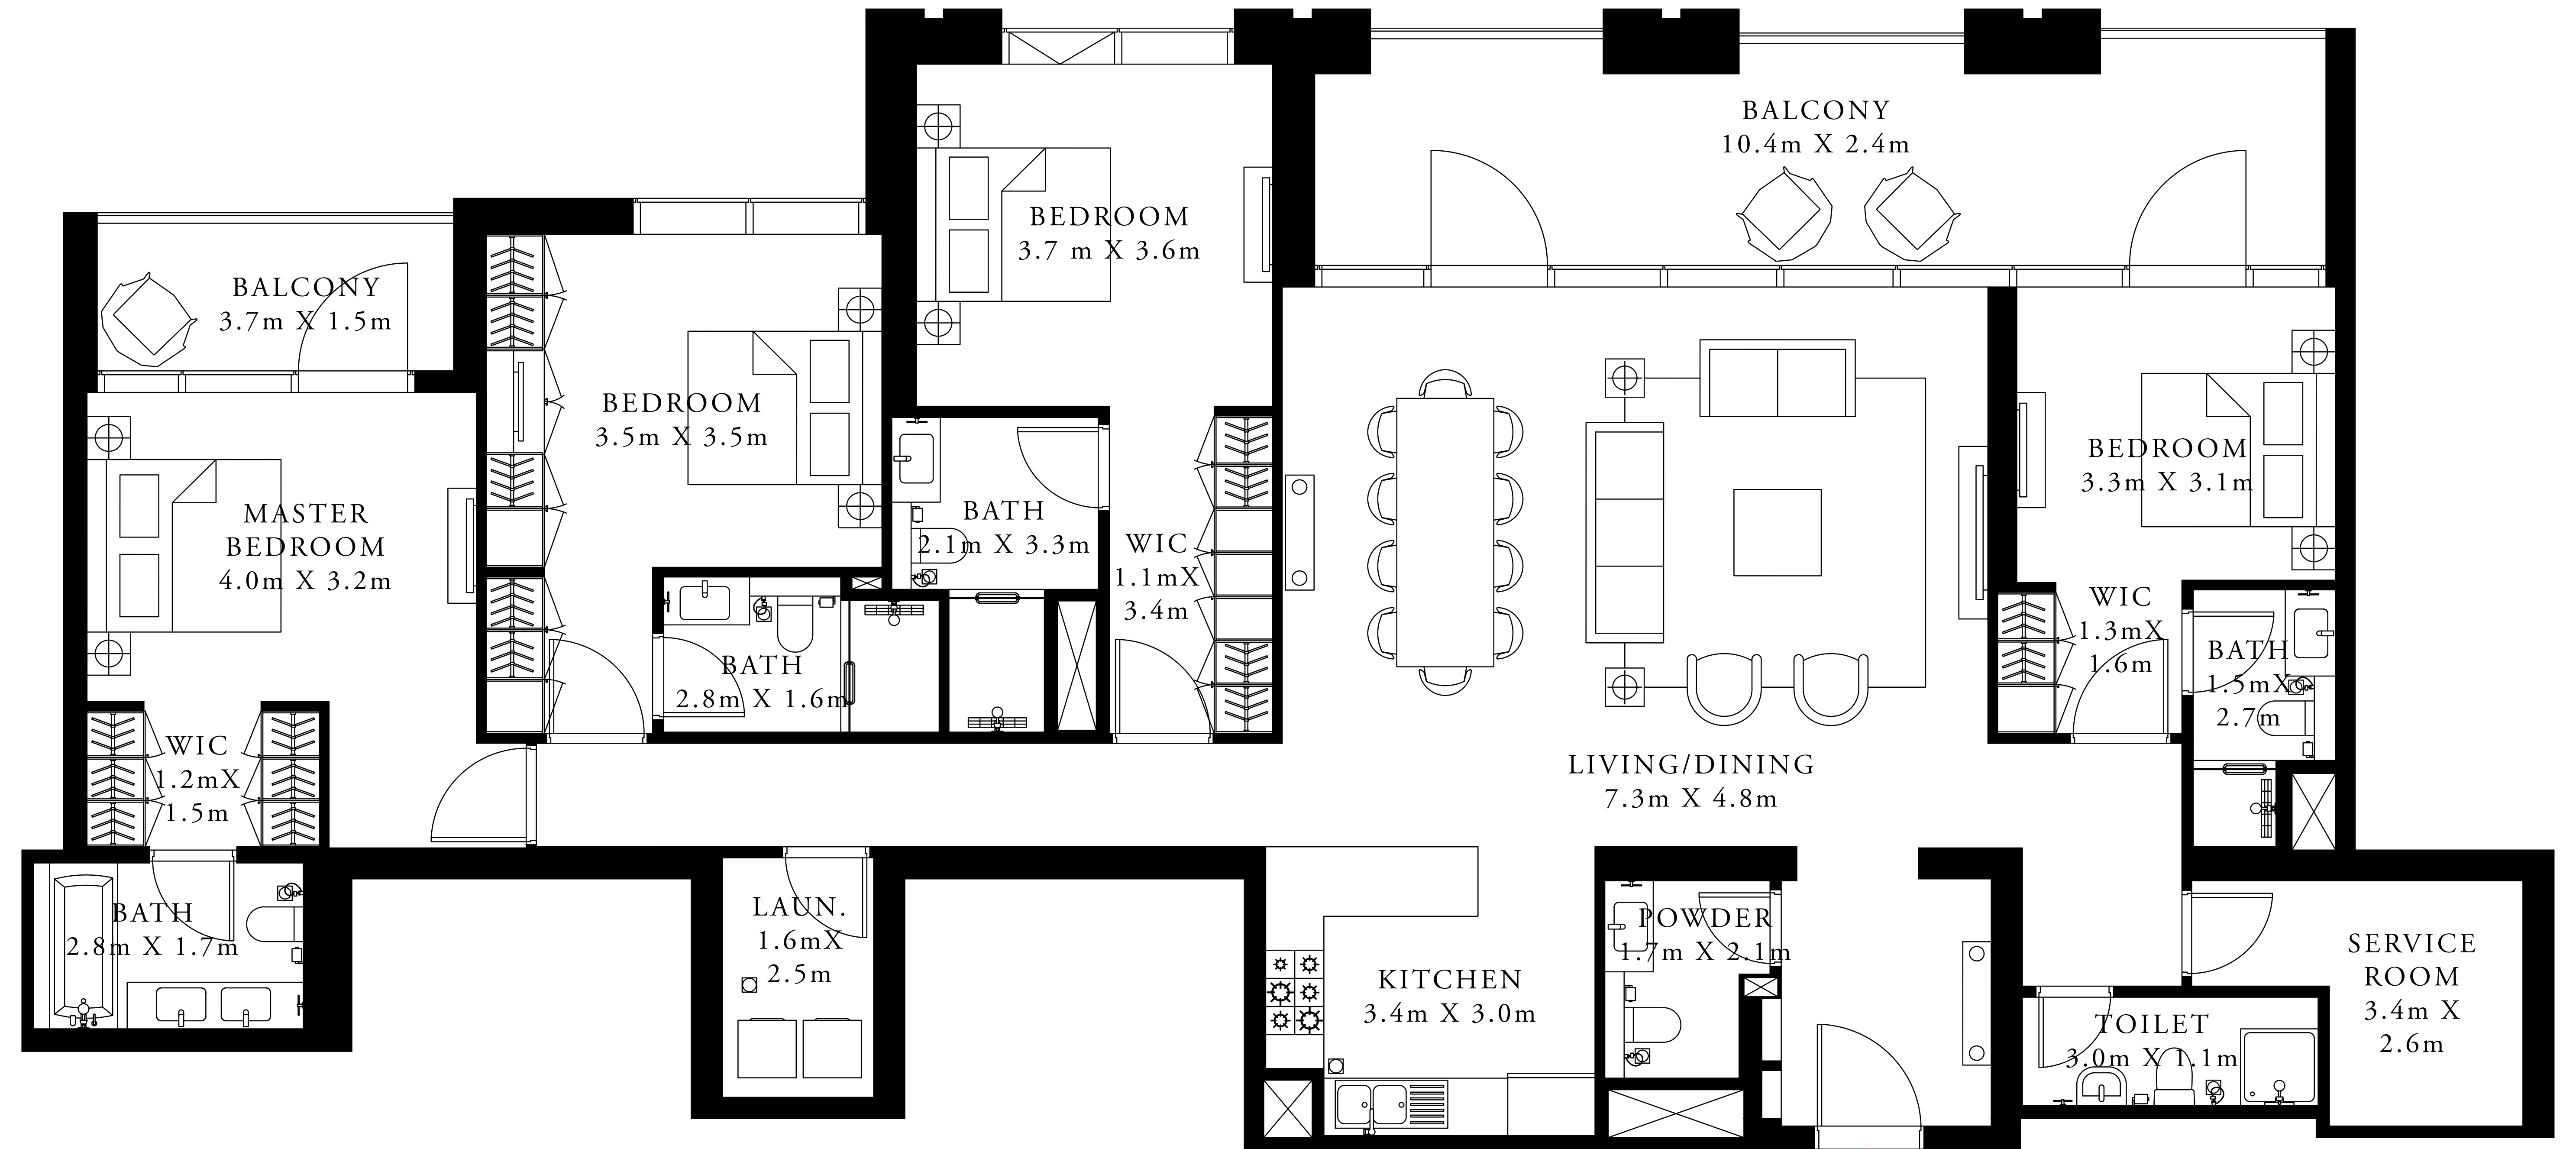 BALCONY
10.4m X 2.4m
BEDROOM
3.7 m X 3.6m
BALCONY
3.7m X 1.5m
BEDROOM
3.5m X 3.5m
BEDROOM
3.3m X 3.1m
MASTER
BEDROOM
4.0m X 3.2m
BATH
2.1m X 3.3m
WIC
1.1mX
3.4m
WIC
1.3mX
1.6m
BATH
1.5mX
2.7m
BATH
2.8m X 1.6m
WIC
1.2mX
1.5m
LIVING/DINING
7.3m X 4.8m
BATH
2.8m X 1.7m
LAUN.
1.6mX
2.5m
POWDER
1.7m X 2.1m
KITCHEN
3.4m X 3.0m
SERVICE
ROOM
3.4m X
2.6m
TOILET
3.0m X 1.1m